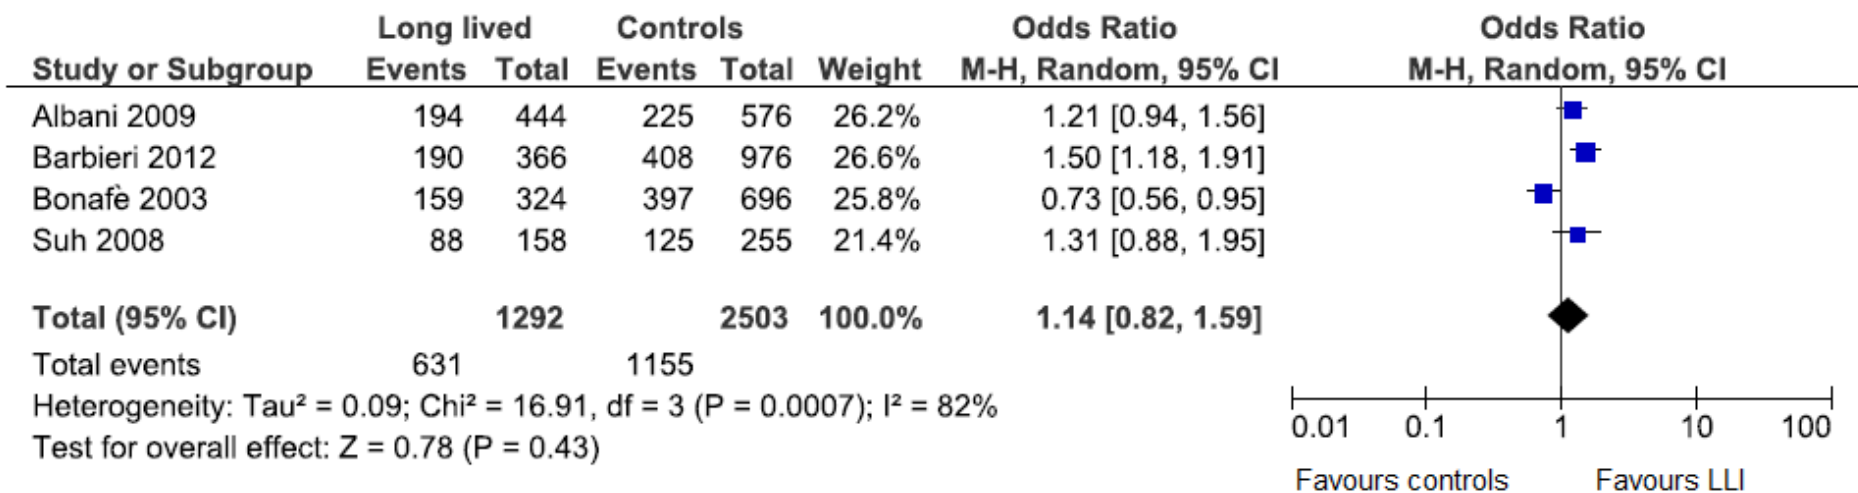 Long lived Controls Odds Ratio Odds Ratio
Study or Subgroup Events Total Events Total Weight M-H, Random, 95% CI M-H, Random, 95% CI
Albani 2009 194 444 225 576 26.2% 1.21 [0.94, 1.56]
Barbieri 2012 190 366 408 976 26.6% 1.50 [1.18, 1.91]
Bonafè 2003 159 324 397 696 25.8% 0.73 [0.56, 0.95]
Suh 2008 88 158 125 255 21.4% 1.31 [0.88, 1.95]
Total (95% CI) 1292 2503 100.0% 1.14 [0.82, 1.59]
Total events 631 1155
Heterogeneity: Tau² = 0.09; Chi² = 16.91, df = 3 (P = 0.0007); I² = 82%
Test for overall effect: Z = 0.78 (P = 0.43)
0.01 0.1 1 10 100
Favours controls Favours LLI